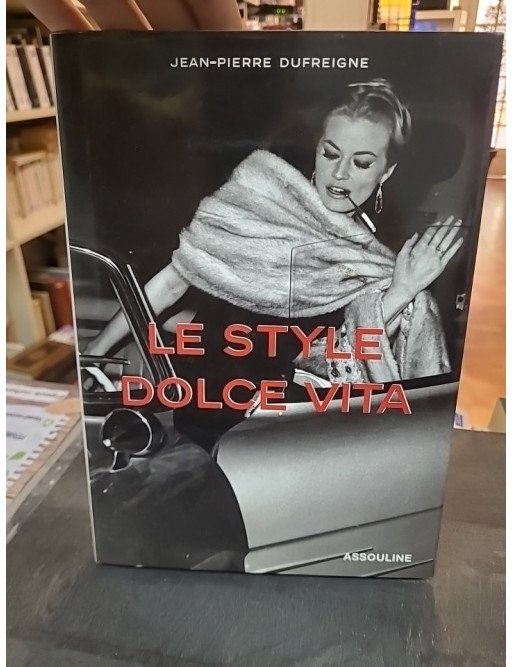 JEAN-PIERRE DUFREIGNE
LE STYLE
DOLCE VITA
ASSOULINE